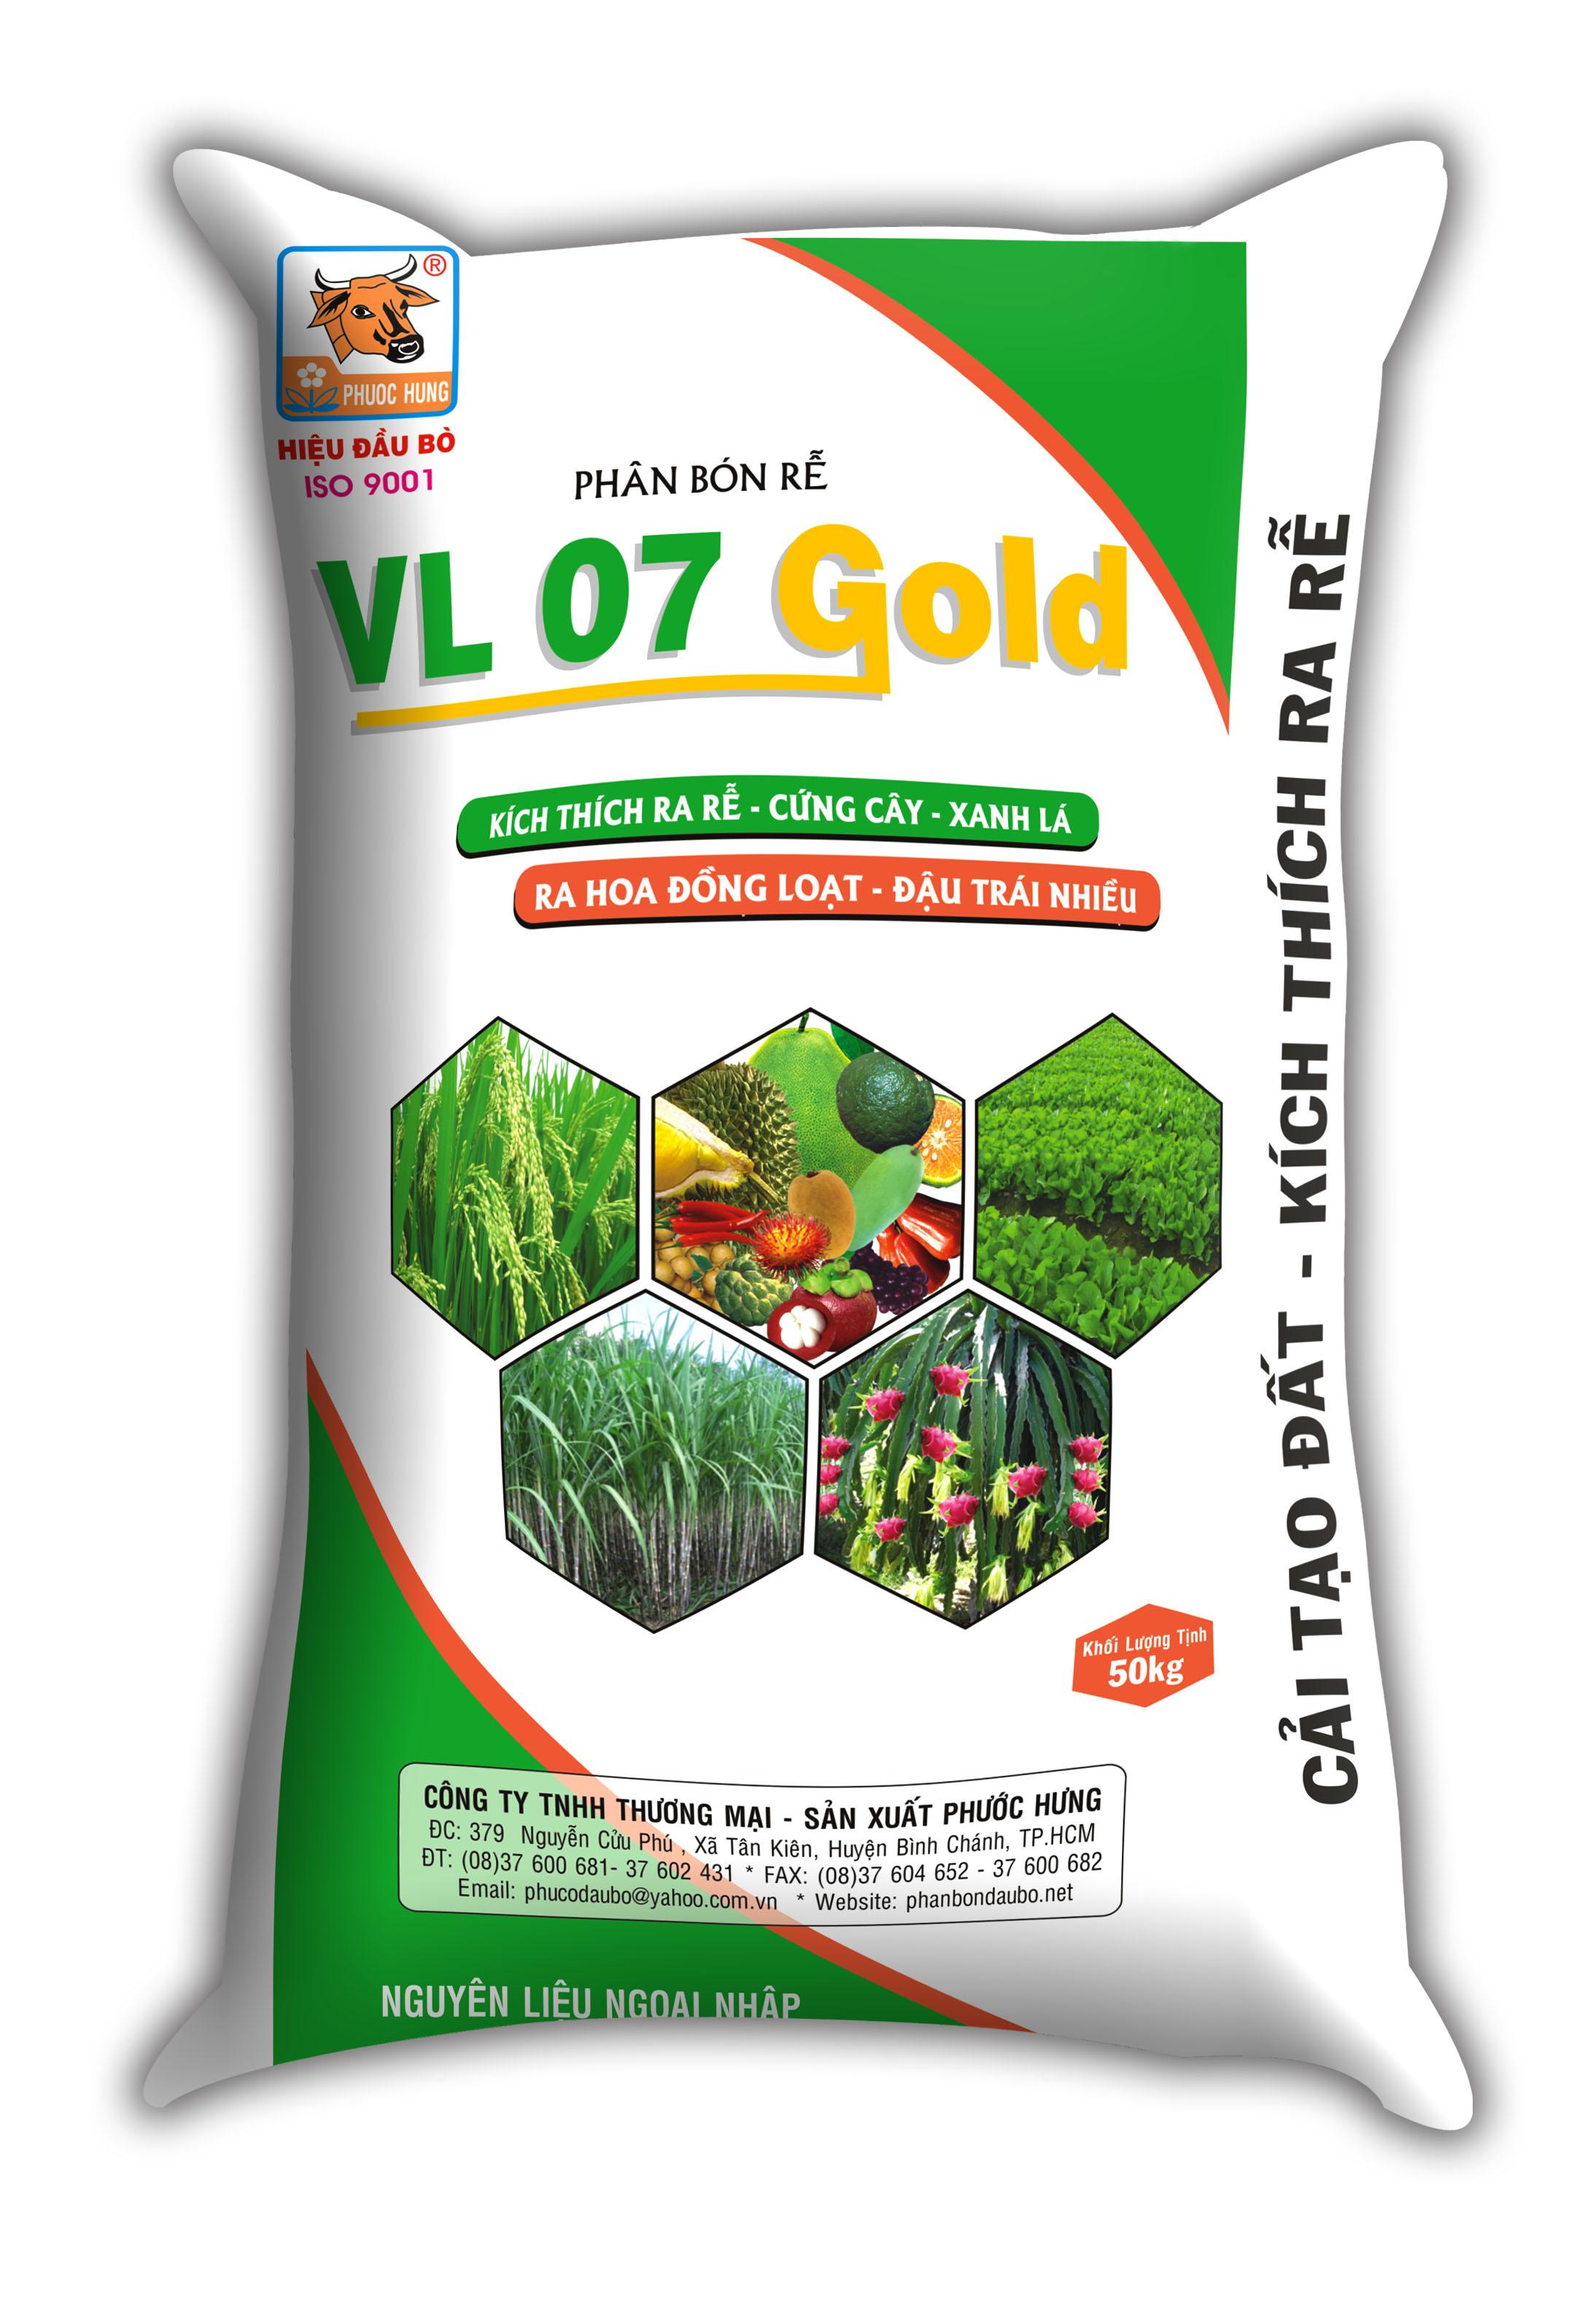 ®
PHUOC HUNG
HIỆU ĐẦU BÒ
ISO 9001
PHÂN BÓN RỄ
VL 07 Gold
KÍCH THÍCH RA RỄ - CỨNG CÂY - XANH LÁ
RA HOA ĐỒNG LOẠT - ĐẬU TRÁI NHIỀU
Khối Lượng Tịnh
50kg
CÔNG TY TNHH THƯƠNG MẠI - SẢN XUẤT PHƯỚC HƯNG
ĐC: 379 Nguyễn Cửu Phú , Xã Tân Kiên, Huyện Bình Chánh, TP.HCM
ĐT: (08)37 600 681- 37 602 431 * FAX: (08)37 604 652 - 37 600 682
Email: phucodaubo@yahoo.com.vn * Website: phanbondaubo.net
NGUYÊN LIỆU NGOẠI NHẬP
CẢI TẠO ĐẤT - KÍCH THÍCH RA RỄ